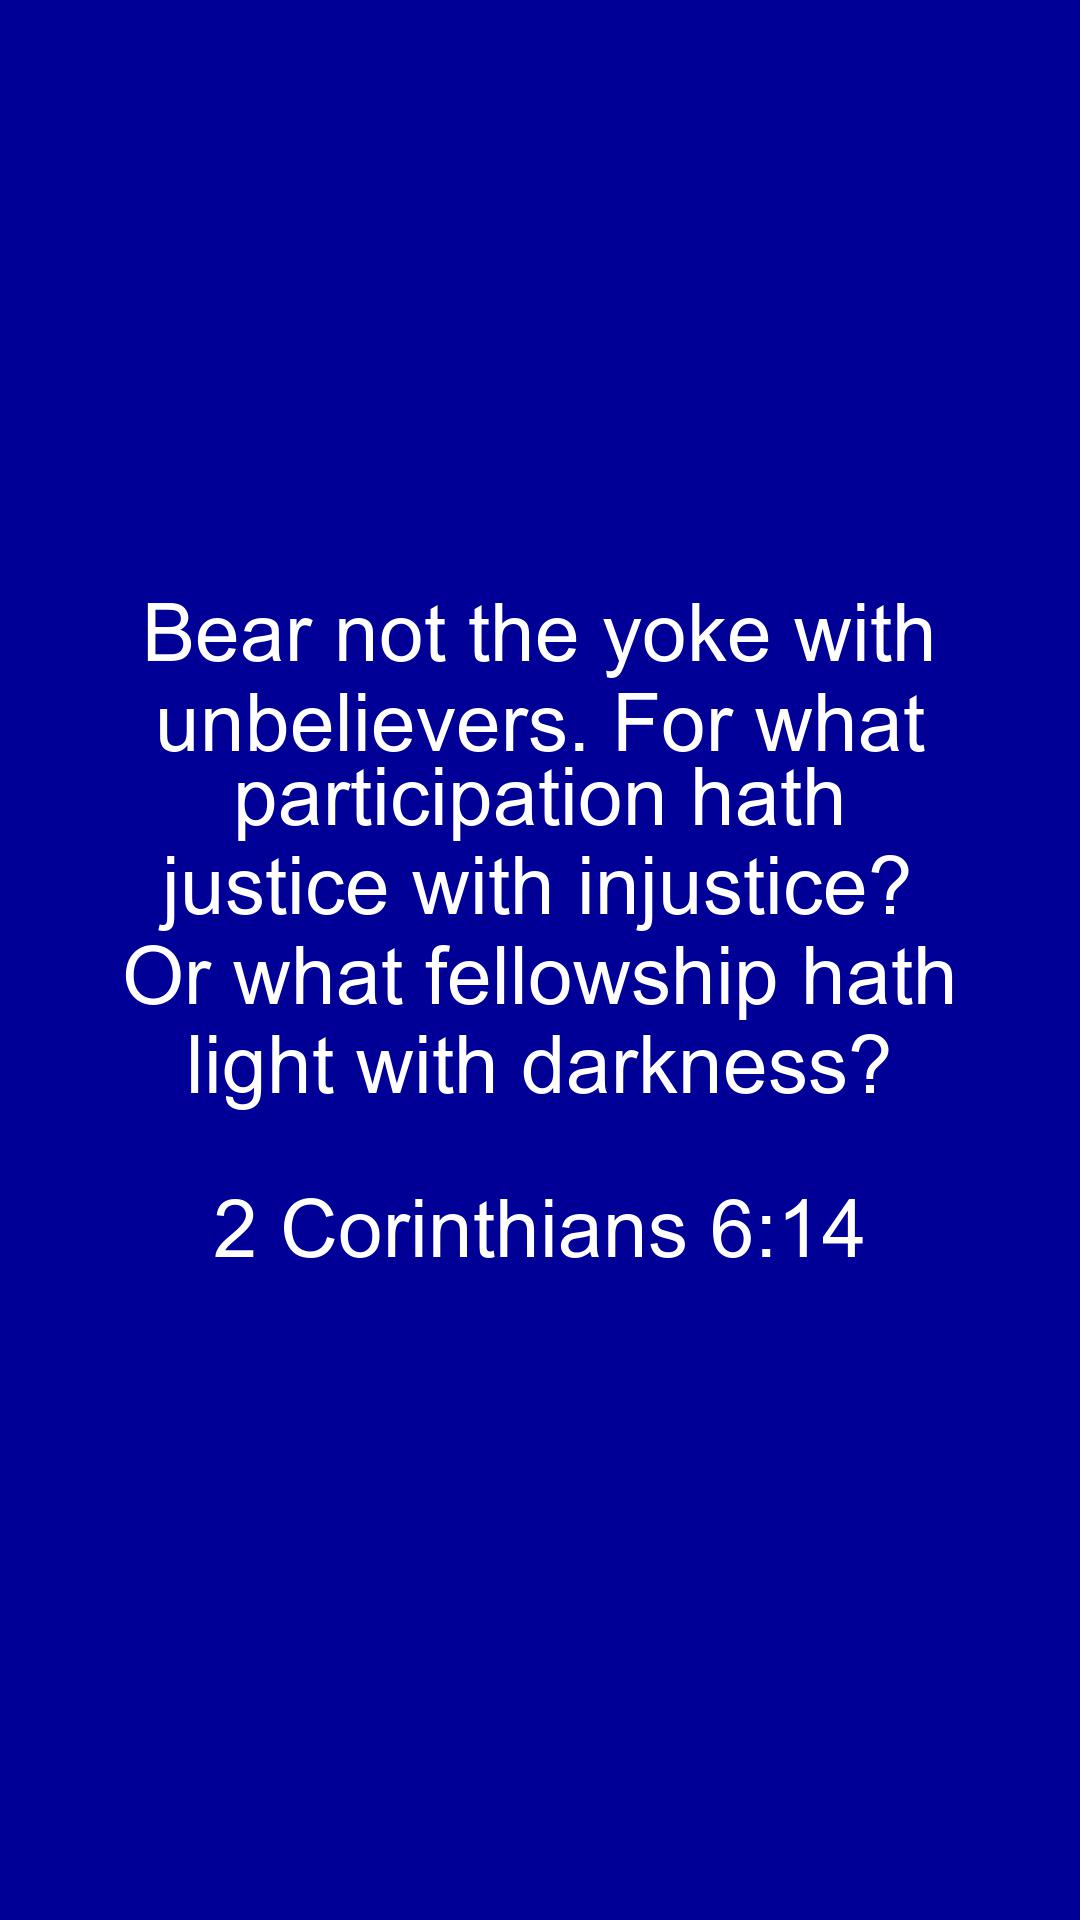 Bear not the yoke with
unbelievers. For what
participation hath
justice with injustice?
Or what fellowship hath
light with darkness?
2 Corinthians 6:14